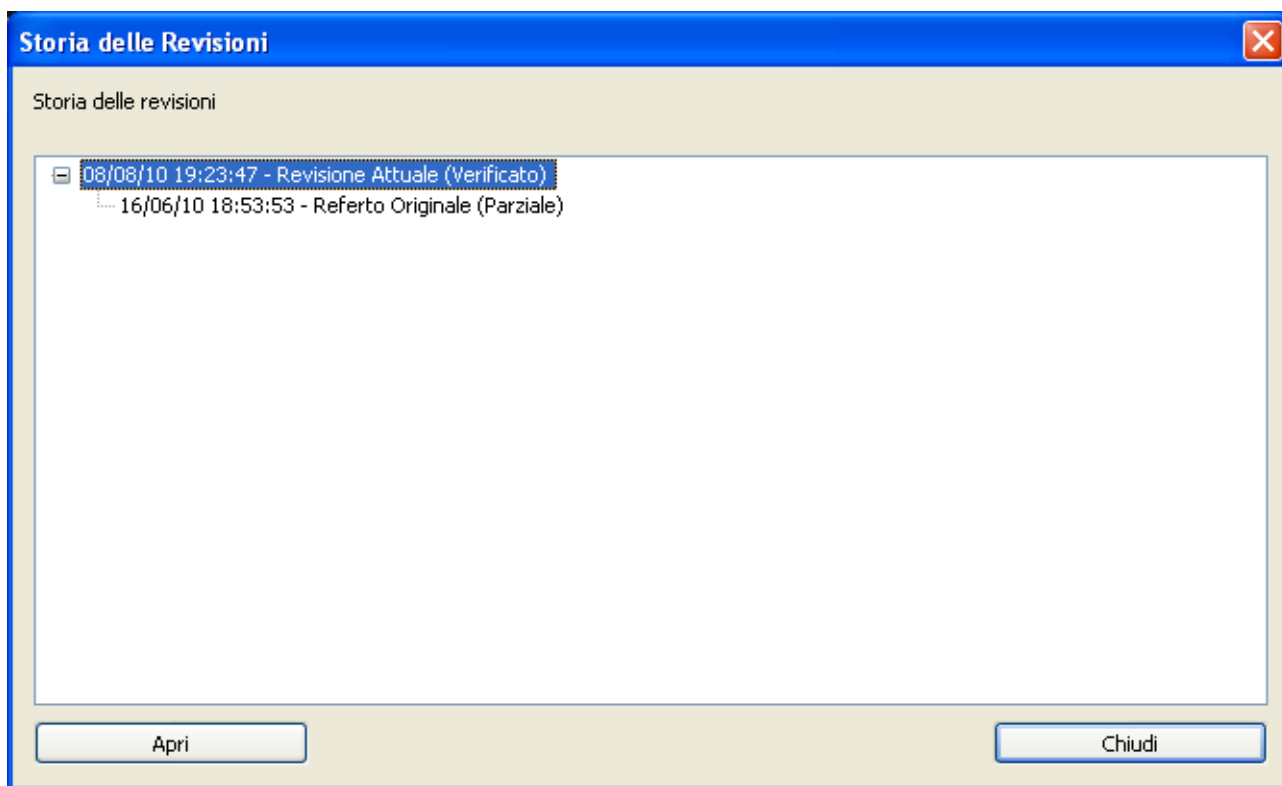 Storia delle Revisioni
Storia delle revisioni
08/08/10 19:23:47 - Revisione Attuale (Verificato)
16/06/10 18:53:53 - Referto Originale (Parziale)
Apri Chiudi